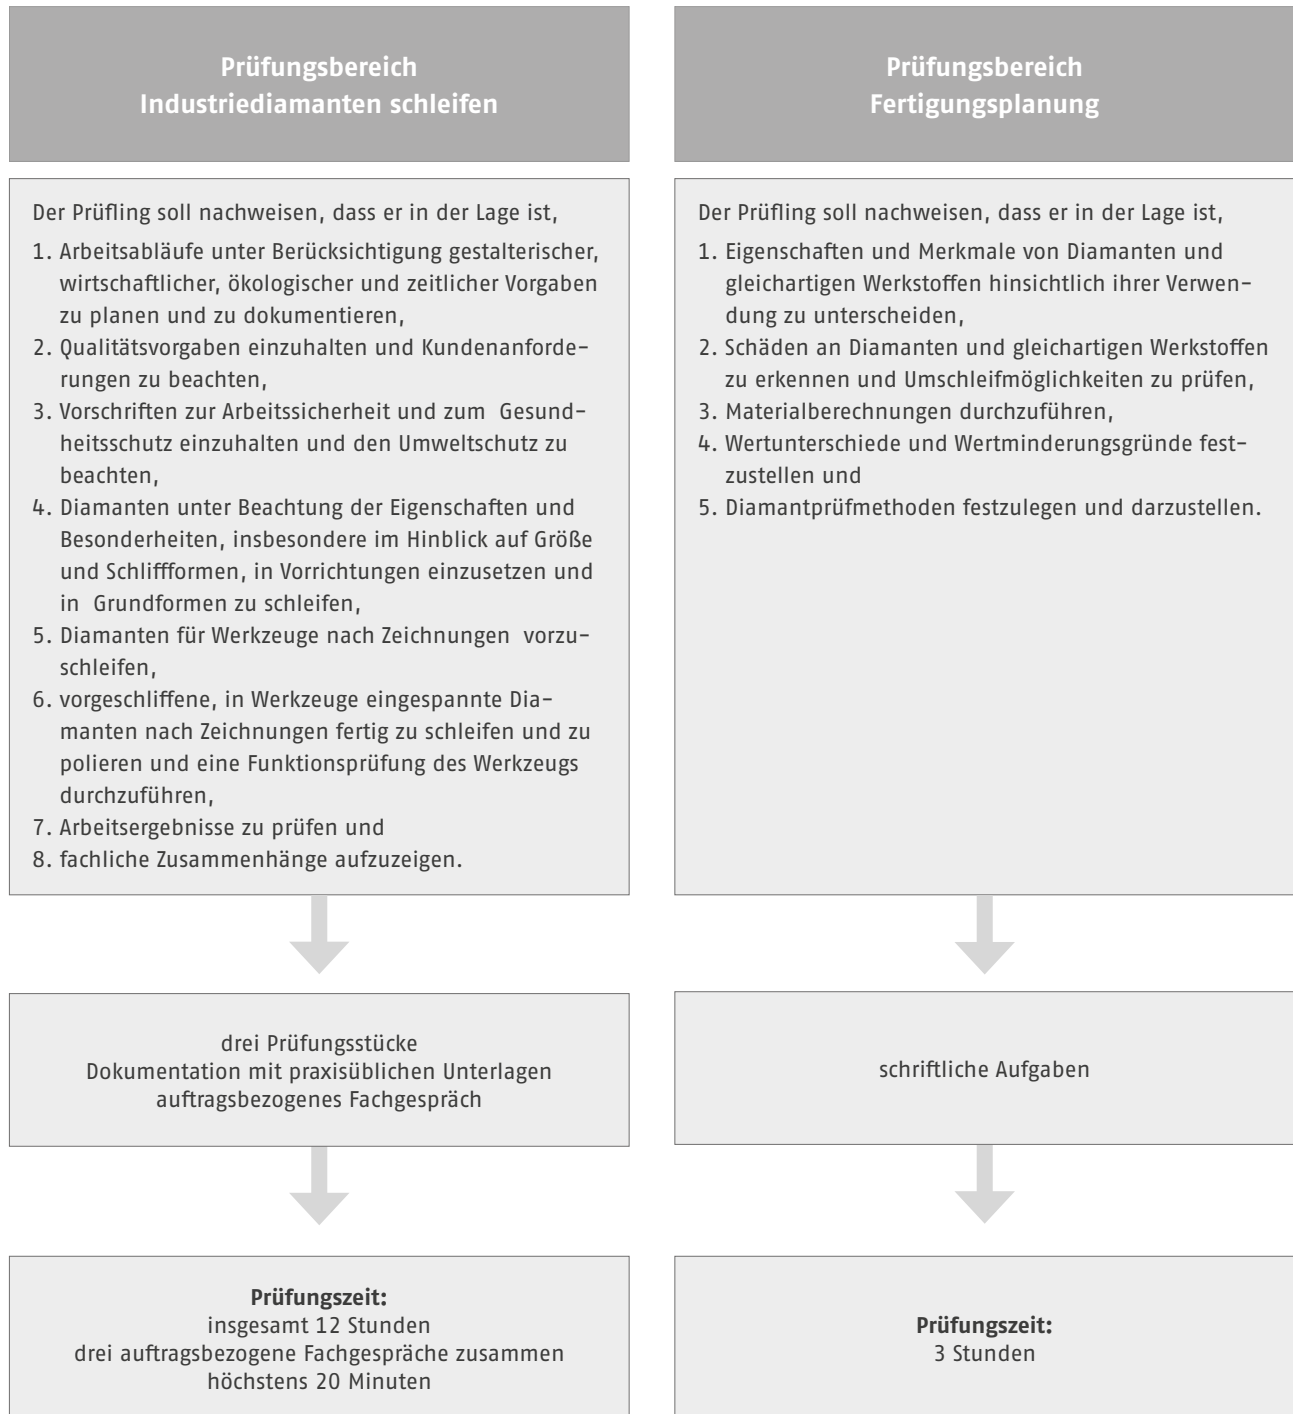 Prüfungsbereich
Industriediamanten schleifen
Der Prüfling soll nachweisen, dass er in der Lage ist,
1. Arbeitsabläufe unter Berücksichtigung gestalterischer,
wirtschaftlicher, ökologischer und zeitlicher Vorgaben
zu planen und zu dokumentieren,
2. Qualitätsvorgaben einzuhalten und Kundenanforde-
rungen zu beachten,
3. Vorschriften zur Arbeitssicherheit und zum Gesund-
heitsschutz einzuhalten und den Umweltschutz zu
beachten,
4. Diamanten unter Beachtung der Eigenschaften und
Besonderheiten, insbesondere im Hinblick auf Größe
und Schliffformen, in Vorrichtungen einzusetzen und
in Grundformen zu schleifen,
5. Diamanten für Werkzeuge nach Zeichnungen vorzu-
schleifen,
6. vorgeschliffene, in Werkzeuge eingespannte Dia-
manten nach Zeichnungen fertig zu schleifen und zu
polieren und eine Funktionsprüfung des Werkzeugs
durchzuführen,
7. Arbeitsergebnisse zu prüfen und
8. fachliche Zusammenhänge aufzuzeigen.
drei Prüfungsstücke
Dokumentation mit praxisüblichen Unterlagen
auftragsbezogenes Fachgespräch
Prüfungszeit:
insgesamt 12 Stunden
drei auftragsbezogene Fachgespräche zusammen
höchstens 20 Minuten
Prüfungsbereich
Fertigungsplanung
Der Prüfling soll nachweisen, dass er in der Lage ist,
1. Eigenschaften und Merkmale von Diamanten und
gleichartigen Werkstoffen hinsichtlich ihrer Verwen-
dung zu unterscheiden,
2. Schäden an Diamanten und gleichartigen Werkstoffen
zu erkennen und Umschleifmöglichkeiten zu prüfen,
3. Materialberechnungen durchzuführen,
4. Wertunterschiede und Wertminderungsgründe fest-
zustellen und
5. Diamantprüfmethoden festzulegen und darzustellen.
schriftliche Aufgaben
Prüfungszeit:
3 Stunden